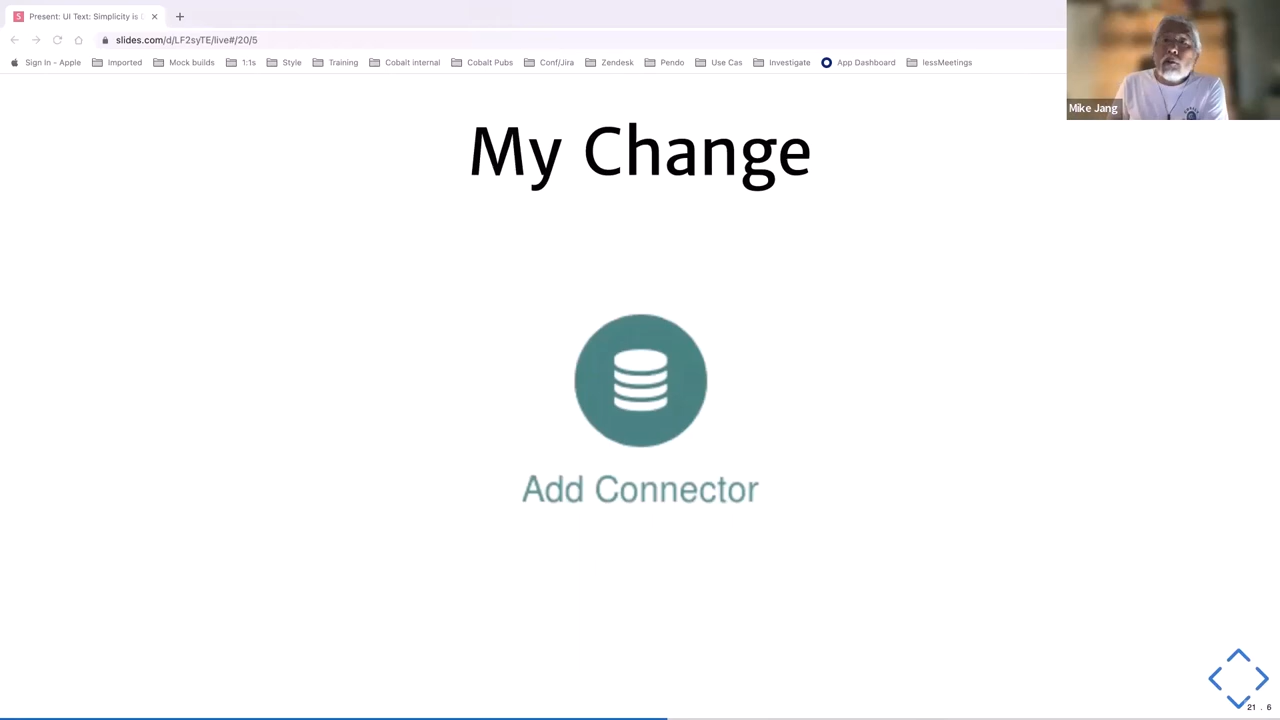 Present: UI Text: Simplicity is
slides.com/d/LF2syTE/live#/20/5
Sign In - Apple
Imported
Mock builds
1:1s
Style
Training
Cobalt internal
Cobalt Pubs
Conf/Jira
Zendesk
Pendo
Use Cas
Investigate
App Dashboard
lessMeetings
Mike Jang
My Change
Add Connector
21 . 6